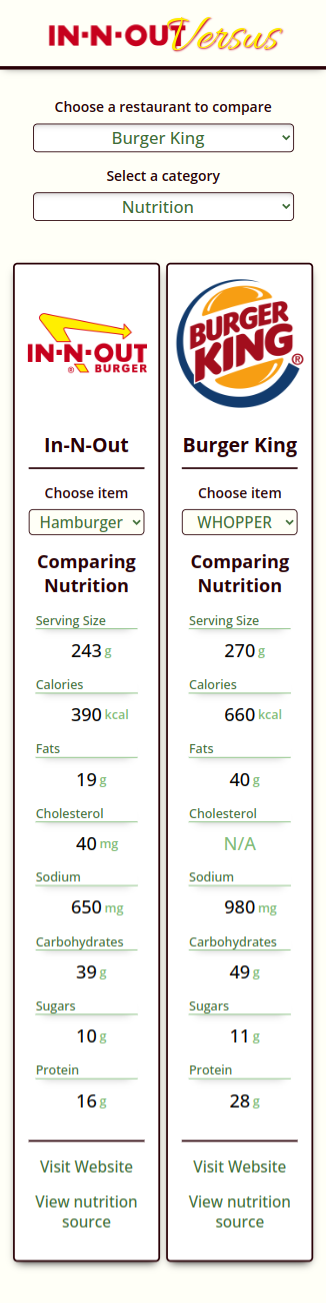 IN-N-OUT Versus
Choose a restaurant to compare
Burger King
Select a category
Nutrition
IN-N-OUT
® BURGER
In-N-Out
Choose item
Hamburger
Comparing
Nutrition
Serving Size
243 g
Calories
390 kcal
Fats
19 g
Cholesterol
40 mg
Sodium
650 mg
Carbohydrates
39 g
Sugars
10 g
Protein
16 g
Visit Website
View nutrition
source
BURGER
KING®
Burger King
Choose item
WHOPPER
Comparing
Nutrition
Serving Size
270 g
Calories
660 kcal
Fats
40 g
Cholesterol
N/A
Sodium
980 mg
Carbohydrates
49 g
Sugars
11 g
Protein
28 g
Visit Website
View nutrition
source